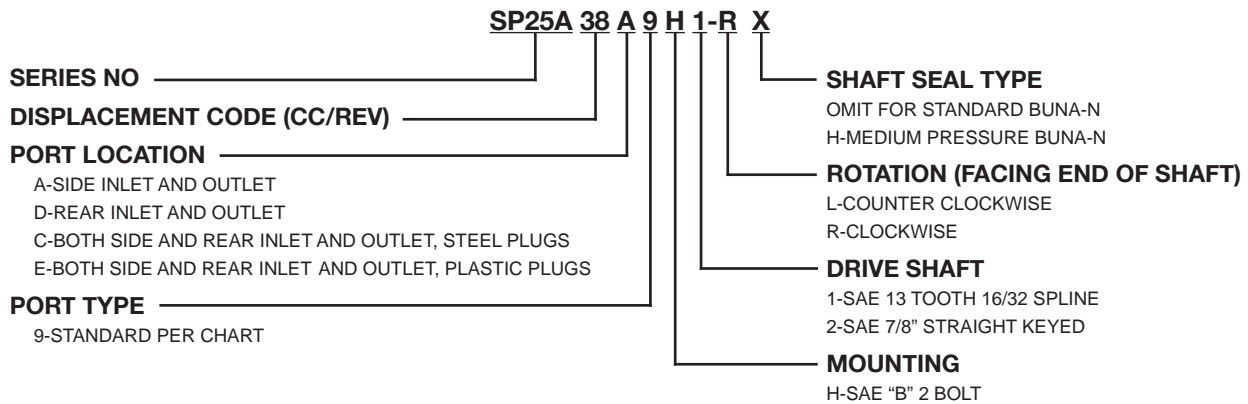 SP25A 38 A 9 H 1-R X
SERIES NO
DISPLACEMENT CODE (CC/REV)
PORT LOCATION
A-SIDE INLET AND OUTLET
D-REAR INLET AND OUTLET
C-BOTH SIDE AND REAR INLET AND OUTLET, STEEL PLUGS
E-BOTH SIDE AND REAR INLET AND OUTLET, PLASTIC PLUGS
PORT TYPE
9-STANDARD PER CHART
SHAFT SEAL TYPE
OMIT FOR STANDARD BUNA-N
H-MEDIUM PRESSURE BUNA-N
ROTATION (FACING END OF SHAFT)
L-COUNTER CLOCKWISE
R-CLOCKWISE
DRIVE SHAFT
1-SAE 13 TOOTH 16/32 SPLINE
2-SAE 7/8” STRAIGHT KEYED
MOUNTING
H-SAE “B” 2 BOLT